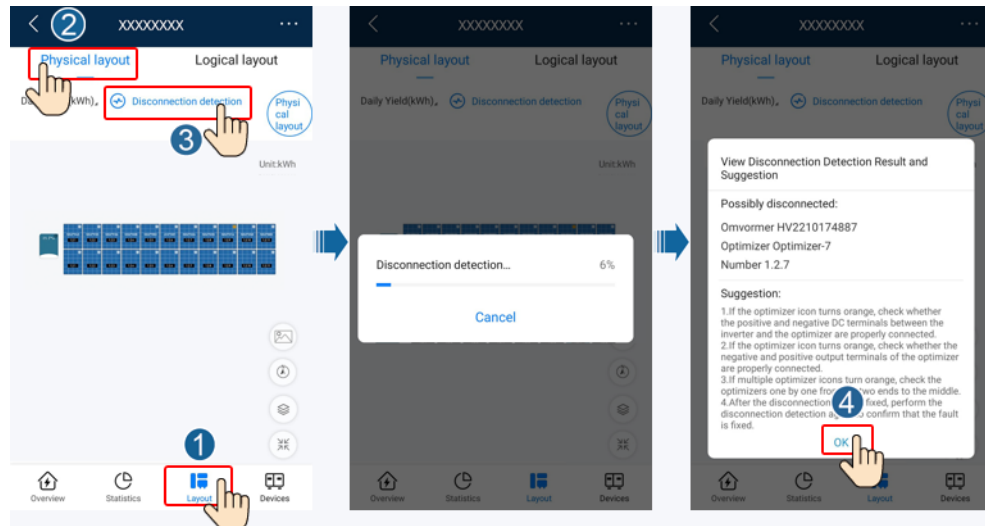 2
XXXXXXXX
Physical layout
Logical layout
Disconnection detection
Physi
cal
layout
3
Unit:kWh
1
Overview
Statistics
Layout
Devices
XXXXXXXX
Physical layout
Logical layout
Daily Yield(kWh),
Disconnection detection
Physi
cal
layout
Unit:kWh
Disconnection detection...
6%
Cancel
Overview
Statistics
Layout
Devices
XXXXXXXX
Physical layout
Logical layout
Daily Yield(kWh),
Disconnection detection
Physi
cal
layout
View Disconnection Detection Result and
Suggestion
Possibly disconnected:
Omvormer HV2210174887
Optimizer Optimizer-7
Number 1.2.7
Suggestion:
1.If the optimizer icon turns orange, check whether
the positive and negative DC terminals between the
inverter and the optimizer are properly connected.
2.If the optimizer icon turns orange, check whether the
negative and positive output terminals of the optimizer
are properly connected.
3.If multiple optimizer icons turn orange, check the
optimizers one by one from two ends to the middle.
4.After the disconnection fixed, perform the
disconnection detection confirm that the fault
is fixed.
4
OK
Overview
Statistics
Layout
Devices